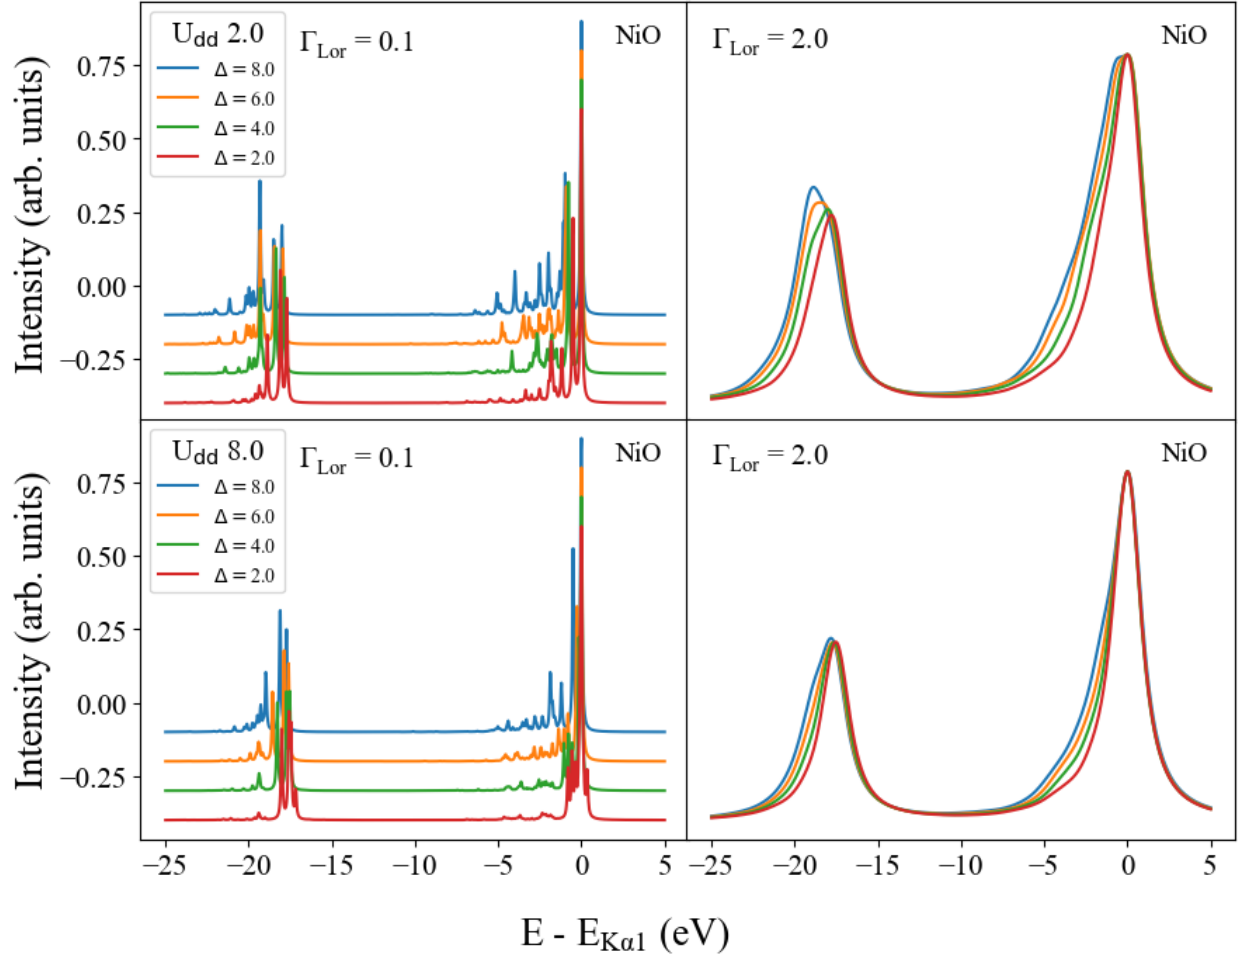 U_dd 2.0
Δ = 8.0
Δ = 6.0
Δ = 4.0
Δ = 2.0
Γ_Lor = 0.1
NiO
Γ_Lor = 2.0
NiO
Intensity (arb. units)
0.75
0.50
0.25
0.00
−0.25
U_dd 8.0
Δ = 8.0
Δ = 6.0
Δ = 4.0
Δ = 2.0
Γ_Lor = 0.1
NiO
Γ_Lor = 2.0
NiO
Intensity (arb. units)
0.75
0.50
0.25
0.00
−0.25
−25 −20 −15 −10 −5 0 5
−25 −20 −15 −10 −5 0 5
E - E_Kα1 (eV)